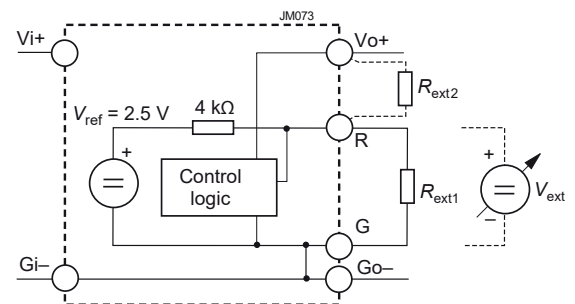 JM073
Vi+
Vo+
Rext2
Vref = 2.5 V
4 kΩ
R
+
+
Control
logic
Rext1
Vext
–
G
Gi–
Go–